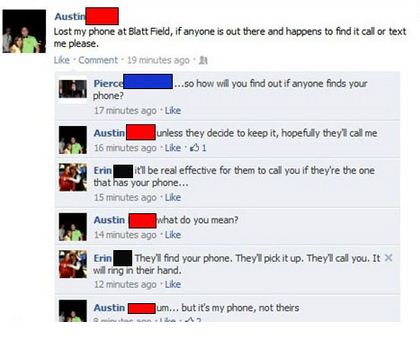 Austin
Lost my phone at Blatt Field, if anyone is out there and happens to find it call or text
me please.
Like · Comment · 19 minutes ago ·
Pierce ...so how will you find out if anyone finds your
phone?
17 minutes ago · Like
Austin unless they decide to keep it, hopefully they'll call me
16 minutes ago · Like · 1
Erin it'll be real effective for them to call you if they're the one
that has your phone...
15 minutes ago · Like
Austin what do you mean?
14 minutes ago · Like
Erin They'll find your phone. They'll pick it up. They'll call you. It
will ring in their hand.
12 minutes ago · Like
Austin um... but it's my phone, not theirs
8 minutes ago · Like · 2